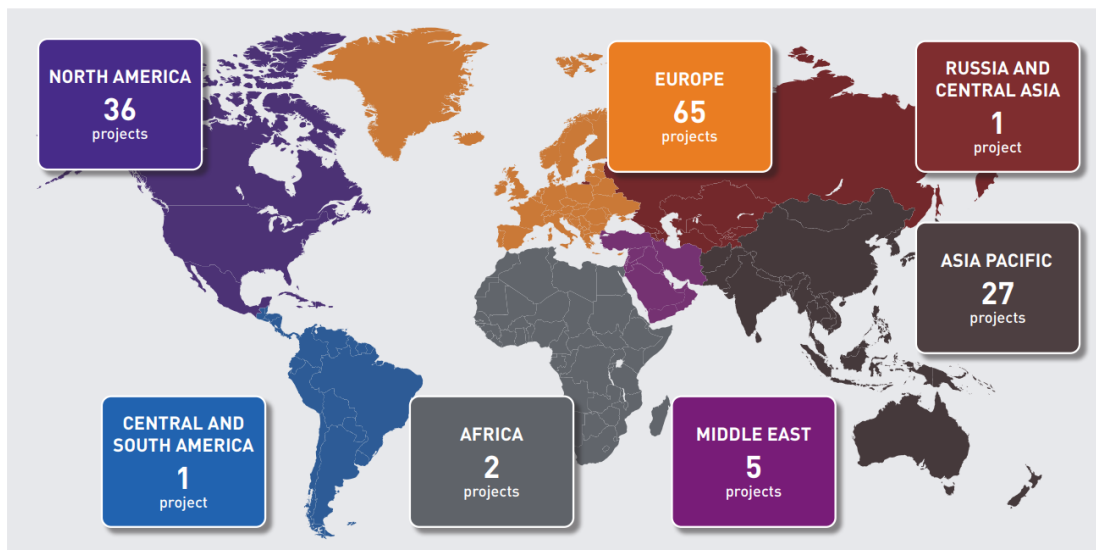 NORTH AMERICA
36
projects
EUROPE
65
projects
RUSSIA AND
CENTRAL ASIA
1
project
ASIA PACIFIC
27
projects
CENTRAL AND
SOUTH AMERICA
1
project
AFRICA
2
projects
MIDDLE EAST
5
projects